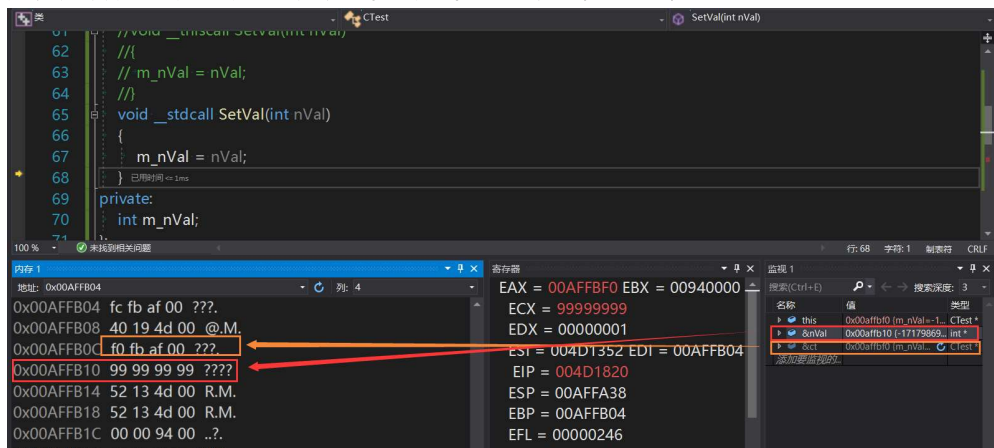 类 CTest SetVal(int nVal)
61 //void __thiscall SetVal(int nVal)
62 //{
63 // m_nVal = nVal;
64 //}
65 void __stdcall SetVal(int nVal)
66 {
67 m_nVal = nVal;
68 } 已用时间<=1ms
69 private:
70 int m_nVal;
71 };
100 % 未找到相关问题 行: 68 字符: 1 制表符 CRLF
内存 1
地址: 0x00AFFB04 列: 4
0x00AFFB04 fc fb af 00 ???.
0x00AFFB08 40 19 4d 00 @.M.
0x00AFFB0C f0 fb af 00 ???.
0x00AFFB10 99 99 99 99 ????
0x00AFFB14 52 13 4d 00 R.M.
0x00AFFB18 52 13 4d 00 R.M.
0x00AFFB1C 00 00 94 00 ..?.
寄存器
EAX = 00AFFBF0 EBX = 00940000
ECX = 99999999
EDX = 00000001
ESI = 004D1352 EDI = 00AFFB04
EIP = 004D1820
ESP = 00AFFA38
EBP = 00AFFB04
EFL = 00000246
监视 1
搜索(Ctrl+E) 搜索深度: 3
名称 值 类型
this 0x00affbf0 {m_nVal=-1... CTest *
&nVal 0x00affb10 {-17179869... int *
&ct 0x00affbf0 {m_nVal... CTest *
添加要监视的...